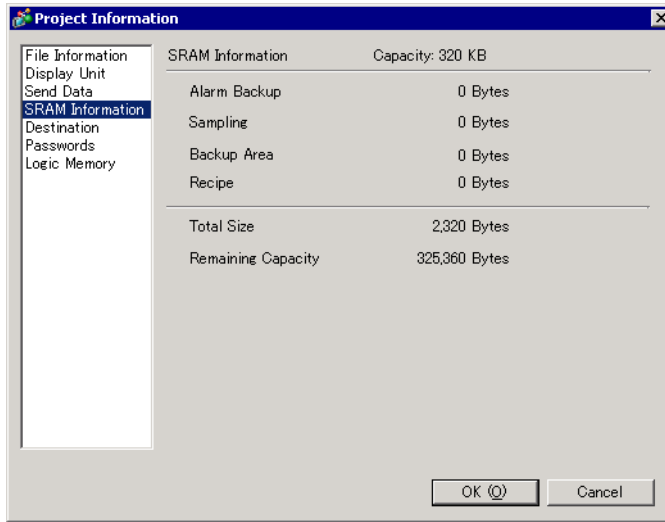 Project Information
File Information
Display Unit
Send Data
SRAM Information
Destination
Passwords
Logic Memory
SRAM Information Capacity: 320 KB
Alarm Backup 0 Bytes
Sampling 0 Bytes
Backup Area 0 Bytes
Recipe 0 Bytes
Total Size 2,320 Bytes
Remaining Capacity 325,360 Bytes
OK (O) Cancel